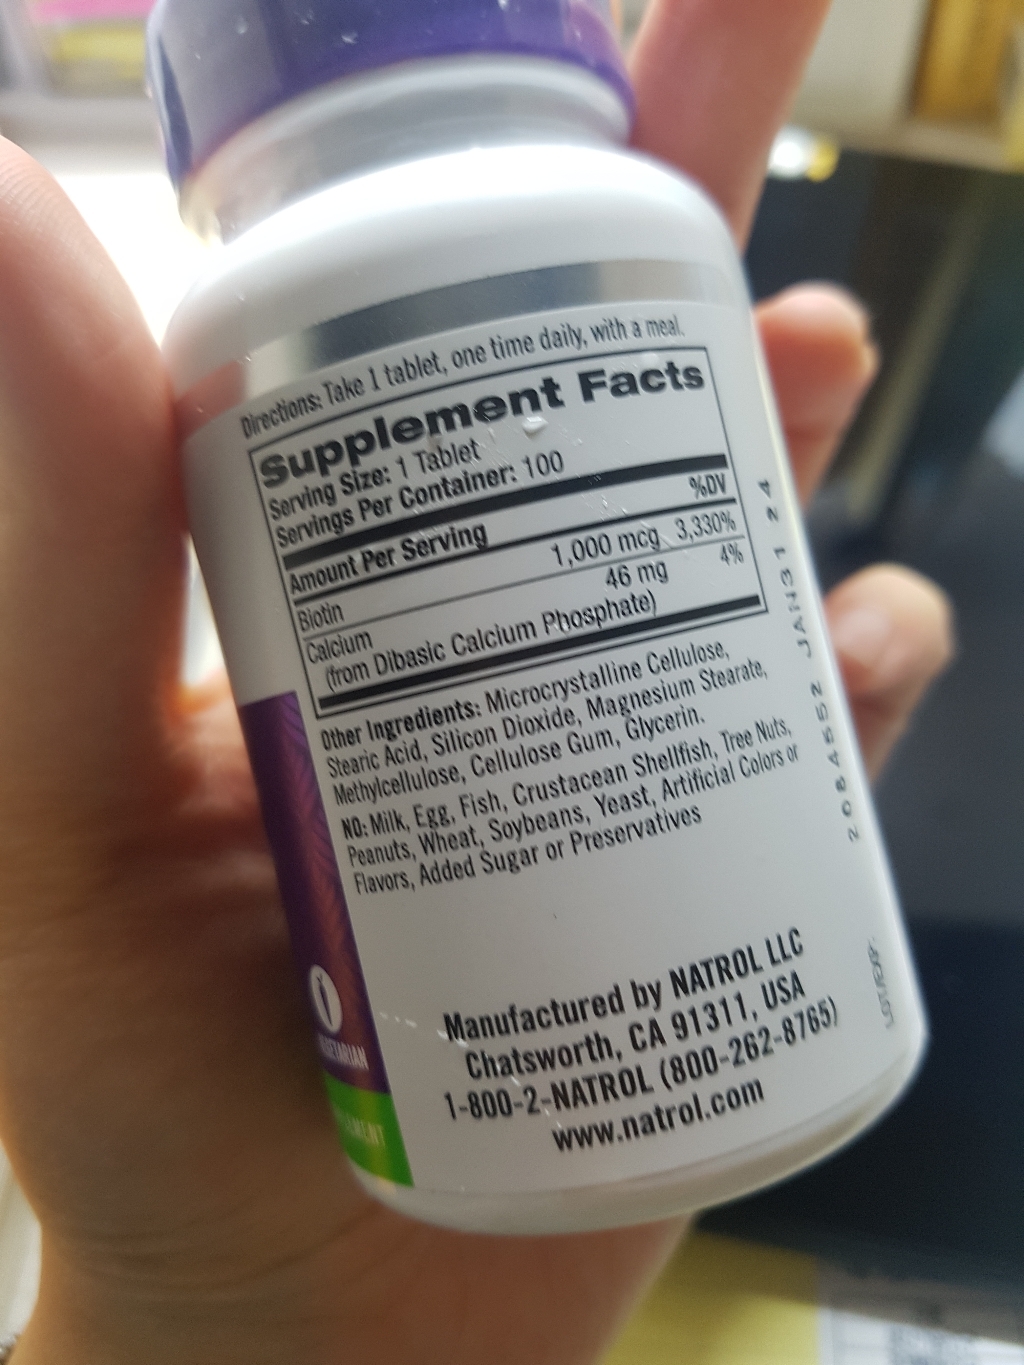 Directions: Take 1 tablet, one time daily, with a meal.
Supplement Facts
Serving Size: 1 Tablet
Servings Per Container: 100
Amount Per Serving %DV
Biotin 1,000 mcg 3,330%
Calcium 46 mg 4%
(from Dibasic Calcium Phosphate)
Other Ingredients: Microcrystalline Cellulose,
Stearic Acid, Silicon Dioxide, Magnesium Stearate,
Methylcellulose, Cellulose Gum, Glycerin.
NO: Milk, Egg, Fish, Crustacean Shellfish, Tree Nuts,
Peanuts, Wheat, Soybeans, Yeast, Artificial Colors or
Flavors, Added Sugar or Preservatives
Manufactured by NATROL LLC
Chatsworth, CA 91311, USA
1-800-2-NATROL (800-262-8765)
www.natrol.com
LOT/EXP.
2084552 JAN31 24